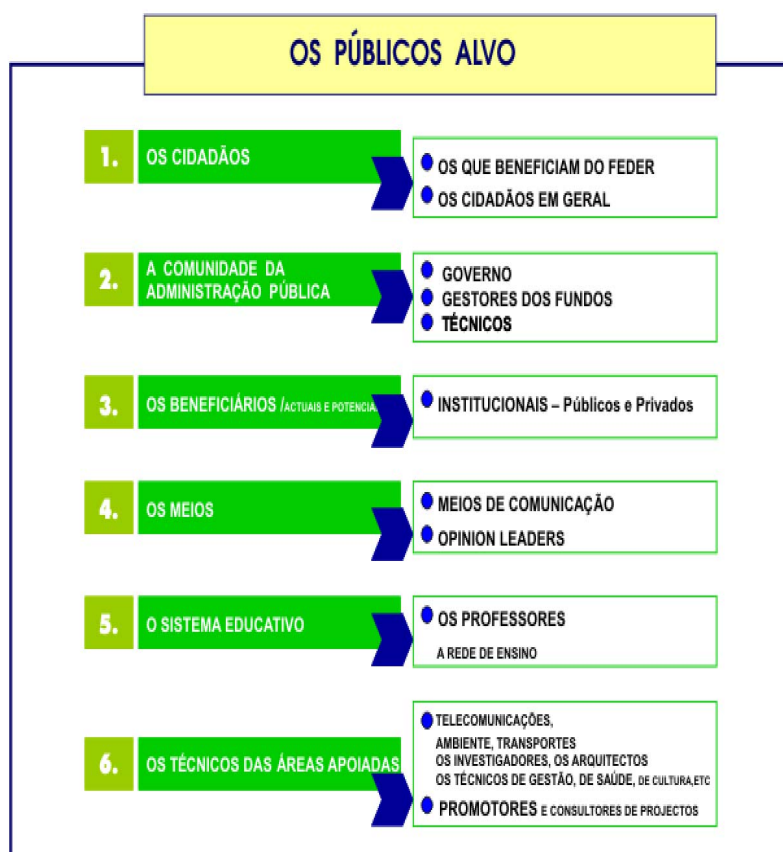 OS PÚBLICOS ALVO
1.
OS CIDADÃOS
OS QUE BENEFICIAM DO FEDER
OS CIDADÃOS EM GERAL
2.
A COMUNIDADE DA
ADMINISTRAÇÃO PÚBLICA
GOVERNO
GESTORES DOS FUNDOS
TÉCNICOS
3.
OS BENEFICIÁRIOS /ACTUAIS E POTENCIA
INSTITUCIONAIS – Públicos e Privados
4.
OS MEIOS
MEIOS DE COMUNICAÇÃO
OPINION LEADERS
5.
O SISTEMA EDUCATIVO
OS PROFESSORES
A REDE DE ENSINO
6.
OS TÉCNICOS DAS ÁREAS APOIADAS
TELECOMUNICAÇÕES,
AMBIENTE, TRANSPORTES
OS INVESTIGADORES, OS ARQUITECTOS
OS TÉCNICOS DE GESTÃO, DE SAÚDE, DE CULTURA,ETC
PROMOTORES E CONSULTORES DE PROJECTOS